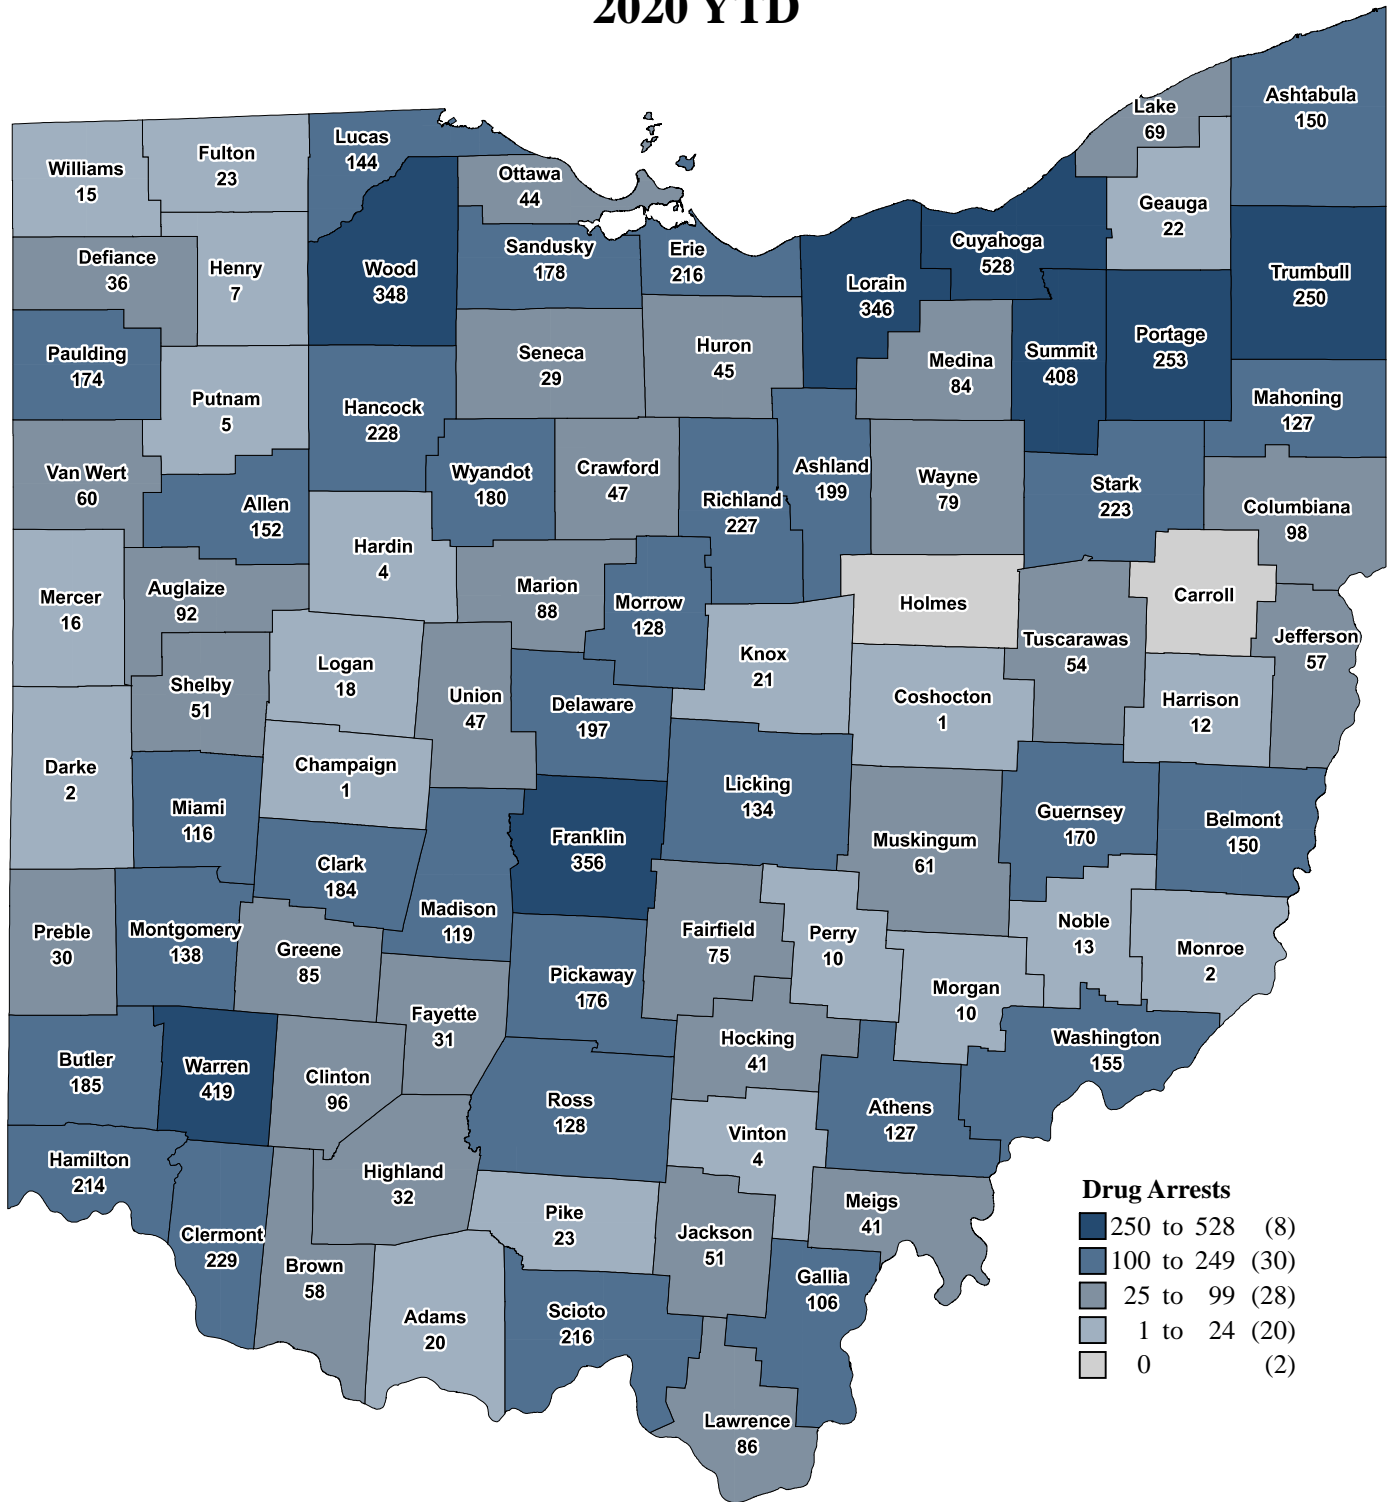 2020 YTD
Lake
69
Ashtabula
150
Williams
15
Fulton
23
Lucas
144
Ottawa
44
Geauga
22
Defiance
36
Henry
7
Wood
348
Sandusky
178
Erie
216
Lorain
346
Cuyahoga
528
Trumbull
250
Paulding
174
Putnam
5
Hancock
228
Seneca
29
Huron
45
Medina
84
Summit
408
Portage
253
Mahoning
127
Van Wert
60
Allen
152
Wyandot
180
Crawford
47
Richland
227
Ashland
199
Wayne
79
Stark
223
Columbiana
98
Mercer
16
Auglaize
92
Hardin
4
Marion
88
Morrow
128
Holmes
Carroll
Tuscarawas
54
Jefferson
57
Shelby
51
Logan
18
Union
47
Delaware
197
Knox
21
Coshocton
1
Harrison
12
Darke
2
Miami
116
Champaign
1
Franklin
356
Licking
134
Muskingum
61
Guernsey
170
Belmont
150
Clark
184
Madison
119
Preble
30
Montgomery
138
Greene
85
Pickaway
176
Fairfield
75
Perry
10
Morgan
10
Noble
13
Monroe
2
Fayette
31
Hocking
41
Washington
155
Butler
185
Warren
419
Clinton
96
Ross
128
Vinton
4
Athens
127
Hamilton
214
Highland
32
Clermont
229
Brown
58
Pike
23
Jackson
51
Meigs
41
Gallia
106
Adams
20
Scioto
216
Lawrence
86
Drug Arrests
250 to 528 (8)
100 to 249 (30)
25 to 99 (28)
1 to 24 (20)
0 (2)